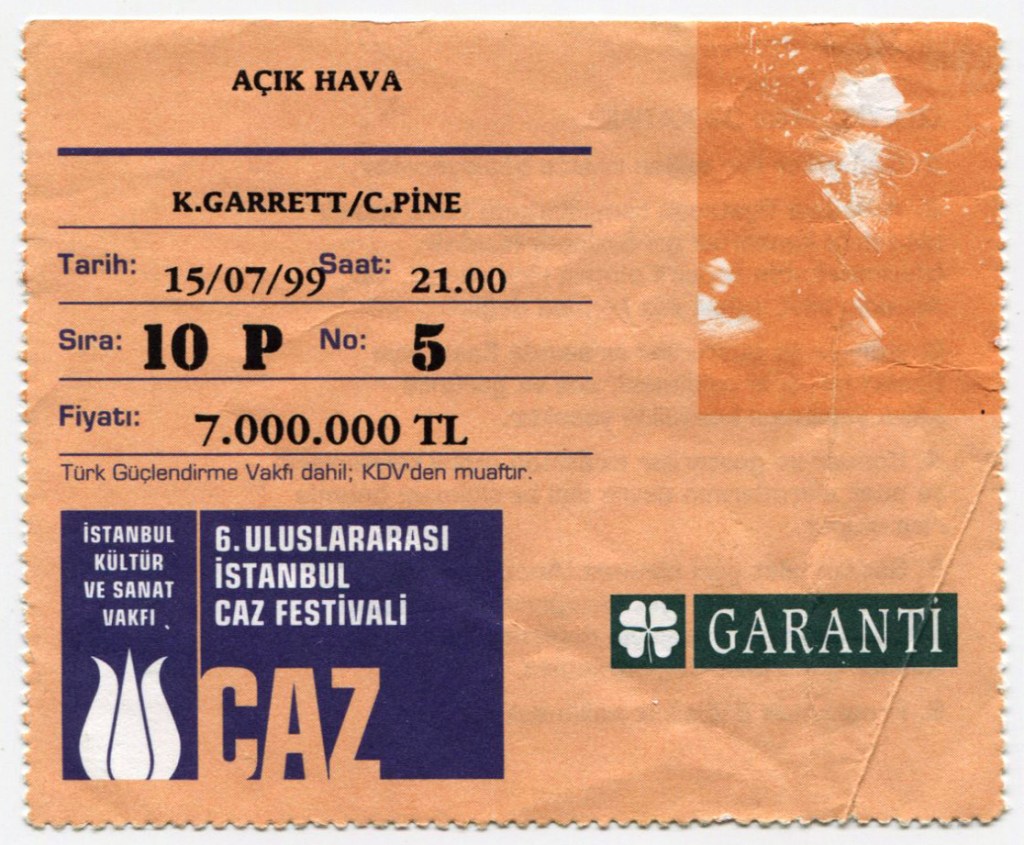 AÇIK HAVA
K.GARRETT/C.PİNE
Tarih: 15/07/99 Saat: 21.00
Sıra: 10 P No: 5
Fiyatı: 7.000.000 TL
Türk Güçlendirme Vakfı dahil; KDV'den muaftır.
İSTANBUL
KÜLTÜR
VE SANAT
VAKFI
6. ULUSLARARASI
İSTANBUL
CAZ FESTİVALİ
CAZ
GARANTİ